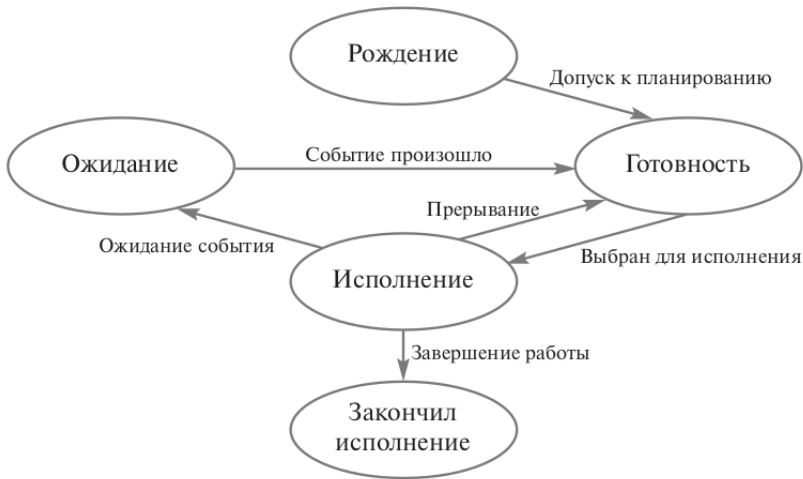 Рождение
Допуск к планированию
Ожидание
Событие произошло
Готовность
Прерывание
Ожидание события
Выбран для исполнения
Исполнение
Завершение работы
Закончил
исполнение